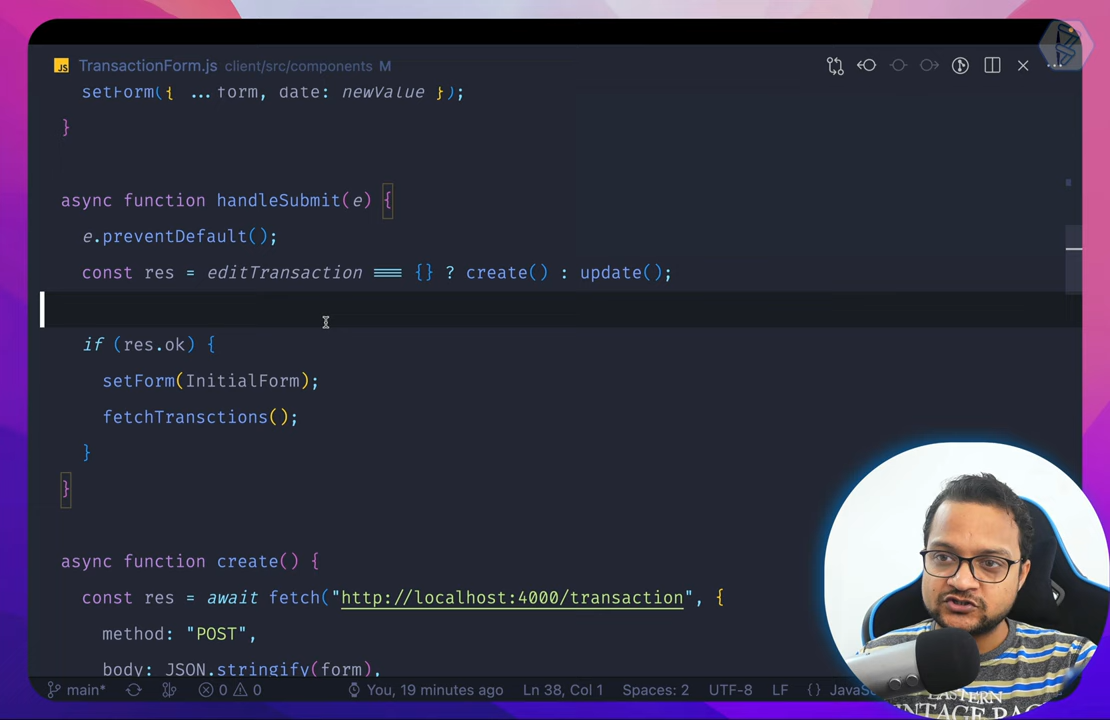 JS TransactionForm.js client/src/components M
setForm({ ...form, date: newValue });
}
async function handleSubmit(e) {
e.preventDefault();
const res = editTransaction === {} ? create() : update();
if (res.ok) {
setForm(InitialForm);
fetchTransctions();
}
}
async function create() {
const res = await fetch("http://localhost:4000/transaction", {
method: "POST",
body: JSON.stringify(form),
main* 0 0 You, 19 minutes ago Ln 38, Col 1 Spaces: 2 UTF-8 LF {} JavaS
EASTERN
VINTAGE